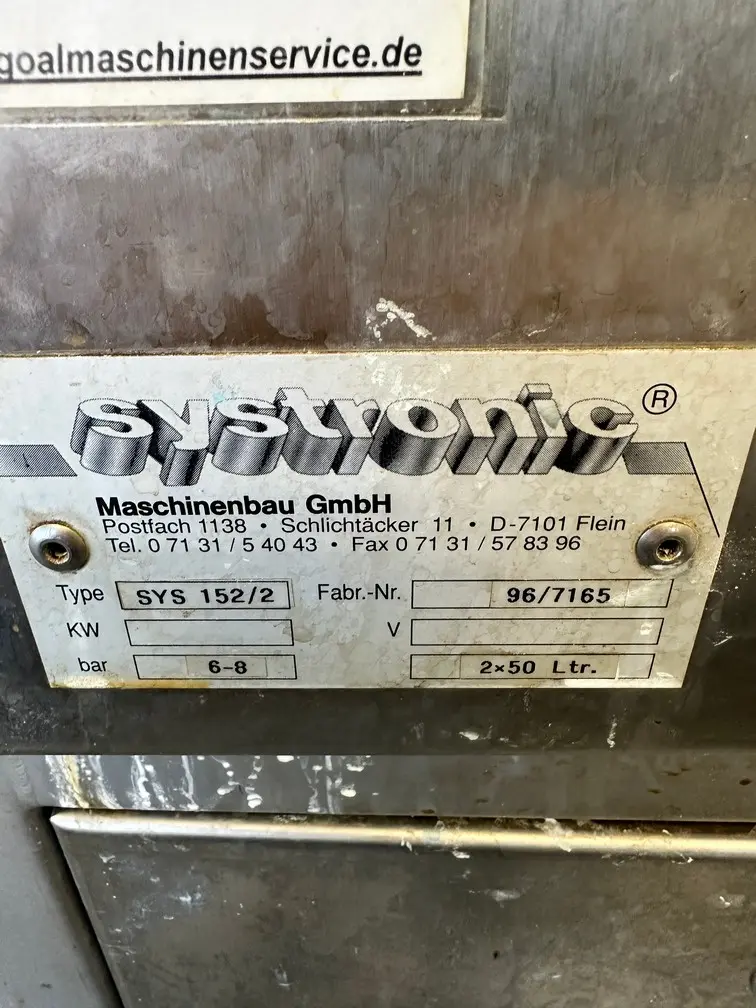 goalmaschinenservice.de
systronic ®
Maschinenbau GmbH
Postfach 1138 • Schlichtäcker 11 • D-7101 Flein
Tel. 0 71 31 / 5 40 43 • Fax 0 71 31 / 57 83 96
Type SYS 152/2 Fabr.-Nr. 96/7165
KW V
bar 6-8 2×50 Ltr.